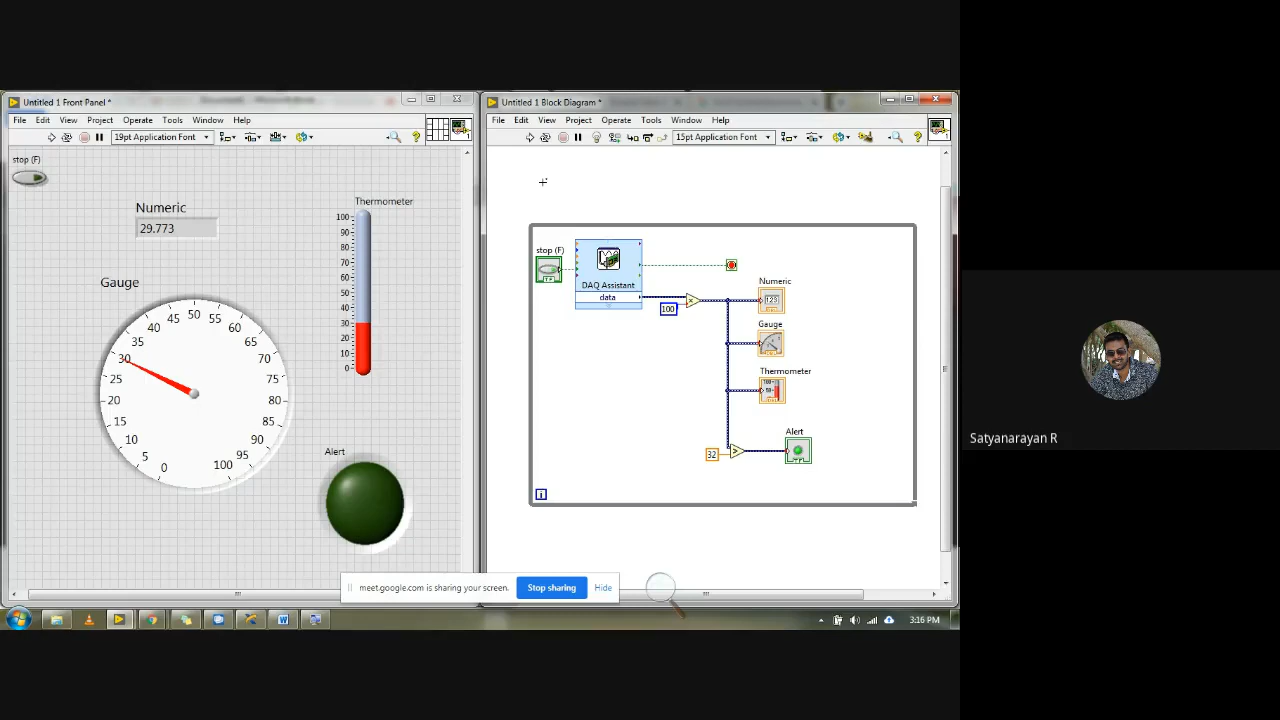 Untitled 1 Front Panel *
File Edit View Project Operate Tools Window Help
19pt Application Font
stop (F)
Numeric
29.773
Thermometer
100
90
80
70
60
50
40
30
20
10
0
Gauge
0
5
10
15
20
25
30
35
40
45
50
55
60
65
70
75
80
85
90
95
100
Alert
Untitled 1 Block Diagram *
File Edit View Project Operate Tools Window Help
15pt Application Font
stop (F)
TF
DAQ Assistant
data
100
Numeric
123
Gauge
Thermometer
Alert
32
i
meet.google.com is sharing your screen.
Stop sharing
Hide
3:16 PM
Satyanarayan R